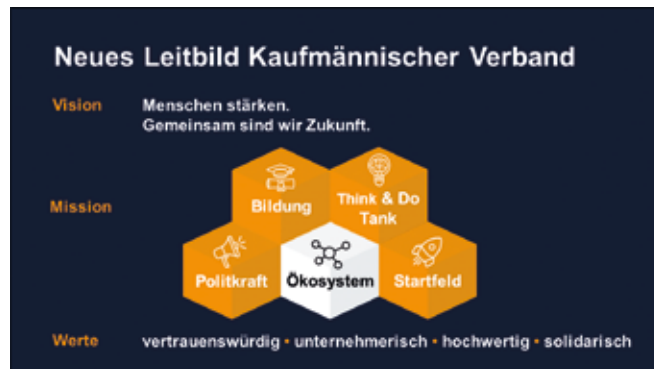 Neues Leitbild Kaufmännischer Verband
Vision
Menschen stärken.
Gemeinsam sind wir Zukunft.
Mission
Bildung
Think & Do
Tank
Politkraft
Ökosystem
Startfeld
Werte
vertrauenswürdig • unternehmerisch • hochwertig • solidarisch